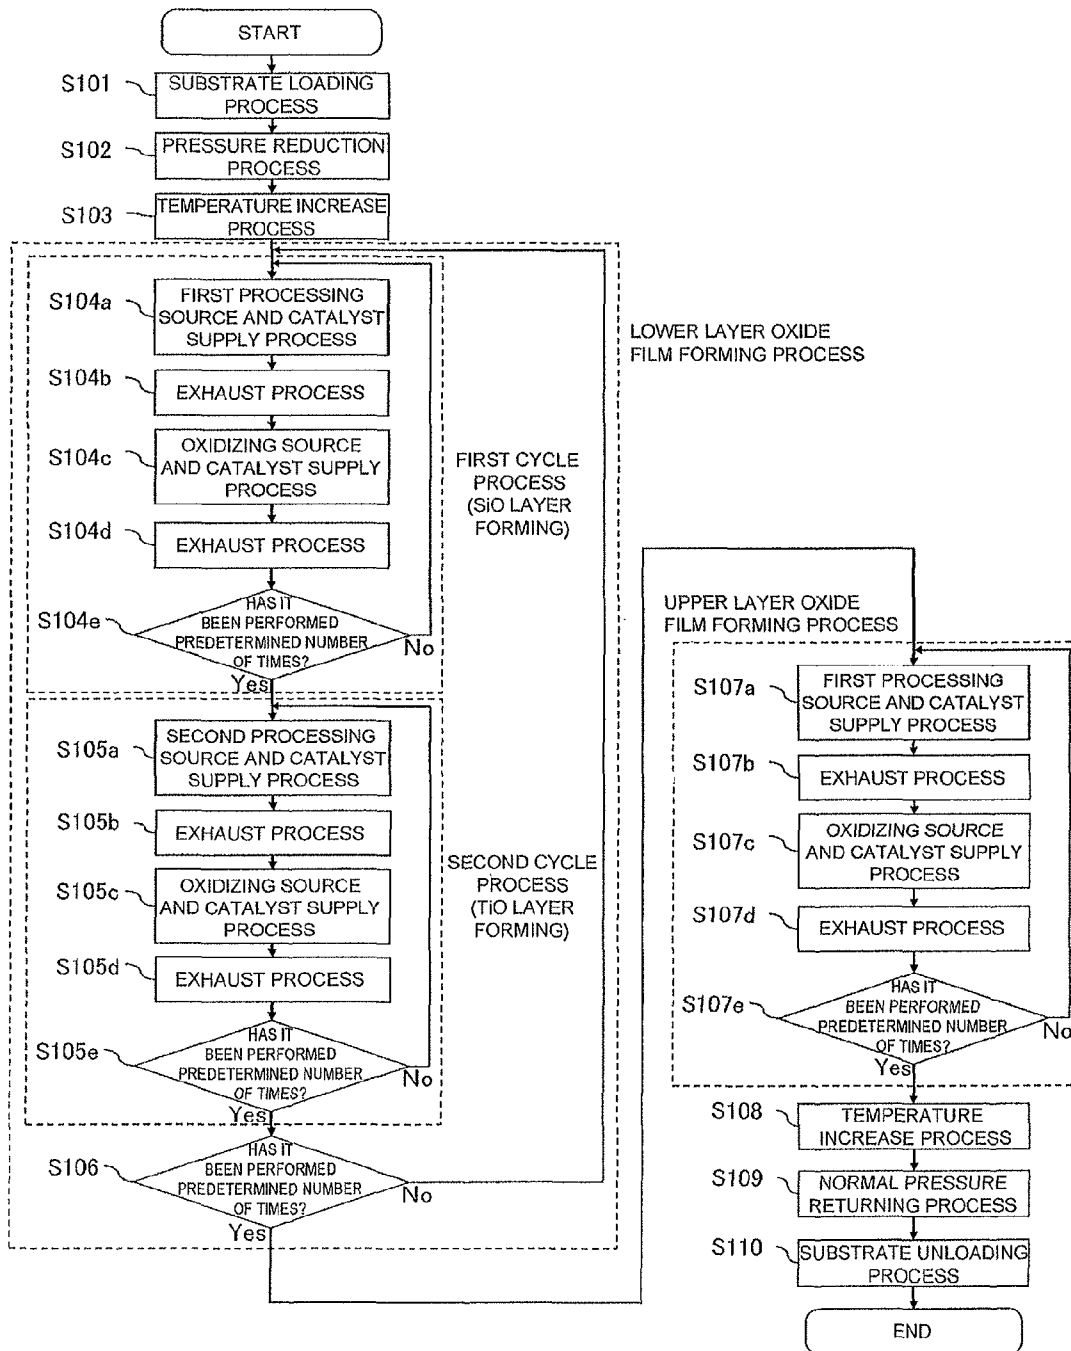 START
S101
SUBSTRATE LOADING
PROCESS
S102
PRESSURE REDUCTION
PROCESS
S103
TEMPERATURE INCREASE
PROCESS
S104a
FIRST PROCESSING
SOURCE AND CATALYST
SUPPLY PROCESS
S104b
EXHAUST PROCESS
S104c
OXIDIZING SOURCE
AND CATALYST SUPPLY
PROCESS
S104d
EXHAUST PROCESS
S104e
HAS IT
BEEN PERFORMED
PREDETERMINED NUMBER
OF TIMES?
No
Yes
FIRST CYCLE
PROCESS
(SiO LAYER
FORMING)
LOWER LAYER OXIDE
FILM FORMING PROCESS
S105a
SECOND PROCESSING
SOURCE AND CATALYST
SUPPLY PROCESS
S105b
EXHAUST PROCESS
S105c
OXIDIZING SOURCE
AND CATALYST SUPPLY
PROCESS
S105d
EXHAUST PROCESS
S105e
HAS IT
BEEN PERFORMED
PREDETERMINED NUMBER
OF TIMES?
No
Yes
SECOND CYCLE
PROCESS
(TiO LAYER
FORMING)
S106
HAS IT
BEEN PERFORMED
PREDETERMINED NUMBER
OF TIMES?
No
Yes
UPPER LAYER OXIDE
FILM FORMING PROCESS
S107a
FIRST PROCESSING
SOURCE AND CATALYST
SUPPLY PROCESS
S107b
EXHAUST PROCESS
S107c
OXIDIZING SOURCE
AND CATALYST SUPPLY
PROCESS
S107d
EXHAUST PROCESS
S107e
HAS IT
BEEN PERFORMED
PREDETERMINED NUMBER
OF TIMES?
No
Yes
S108
TEMPERATURE
INCREASE PROCESS
S109
NORMAL PRESSURE
RETURNING PROCESS
S110
SUBSTRATE UNLOADING
PROCESS
END